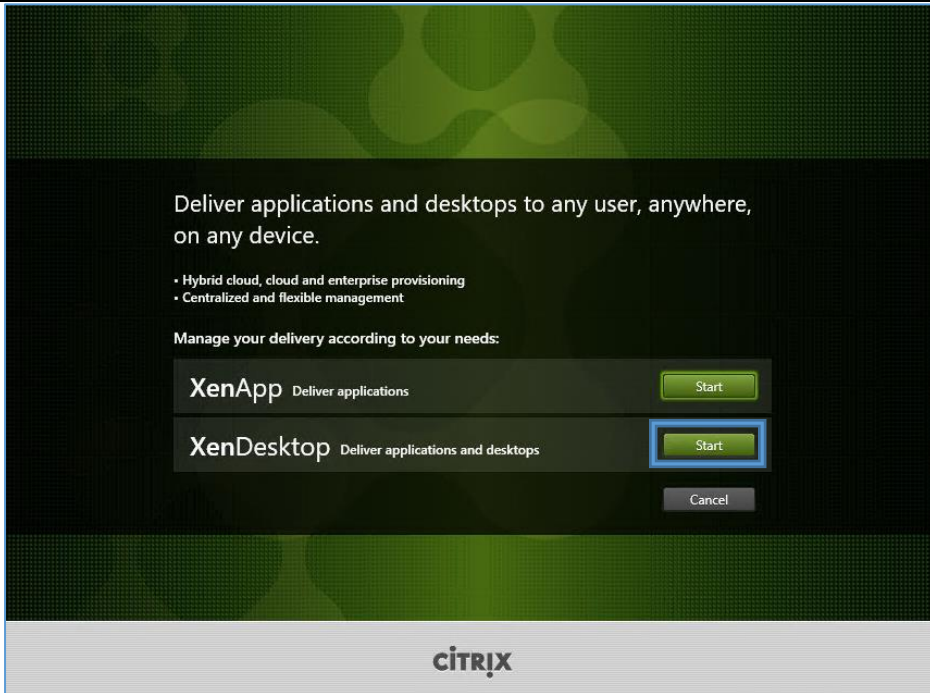 Deliver applications and desktops to any user, anywhere,
on any device.
• Hybrid cloud, cloud and enterprise provisioning
• Centralized and flexible management
Manage your delivery according to your needs:
XenApp Deliver applications Start
XenDesktop Deliver applications and desktops Start
Cancel
CITRIX